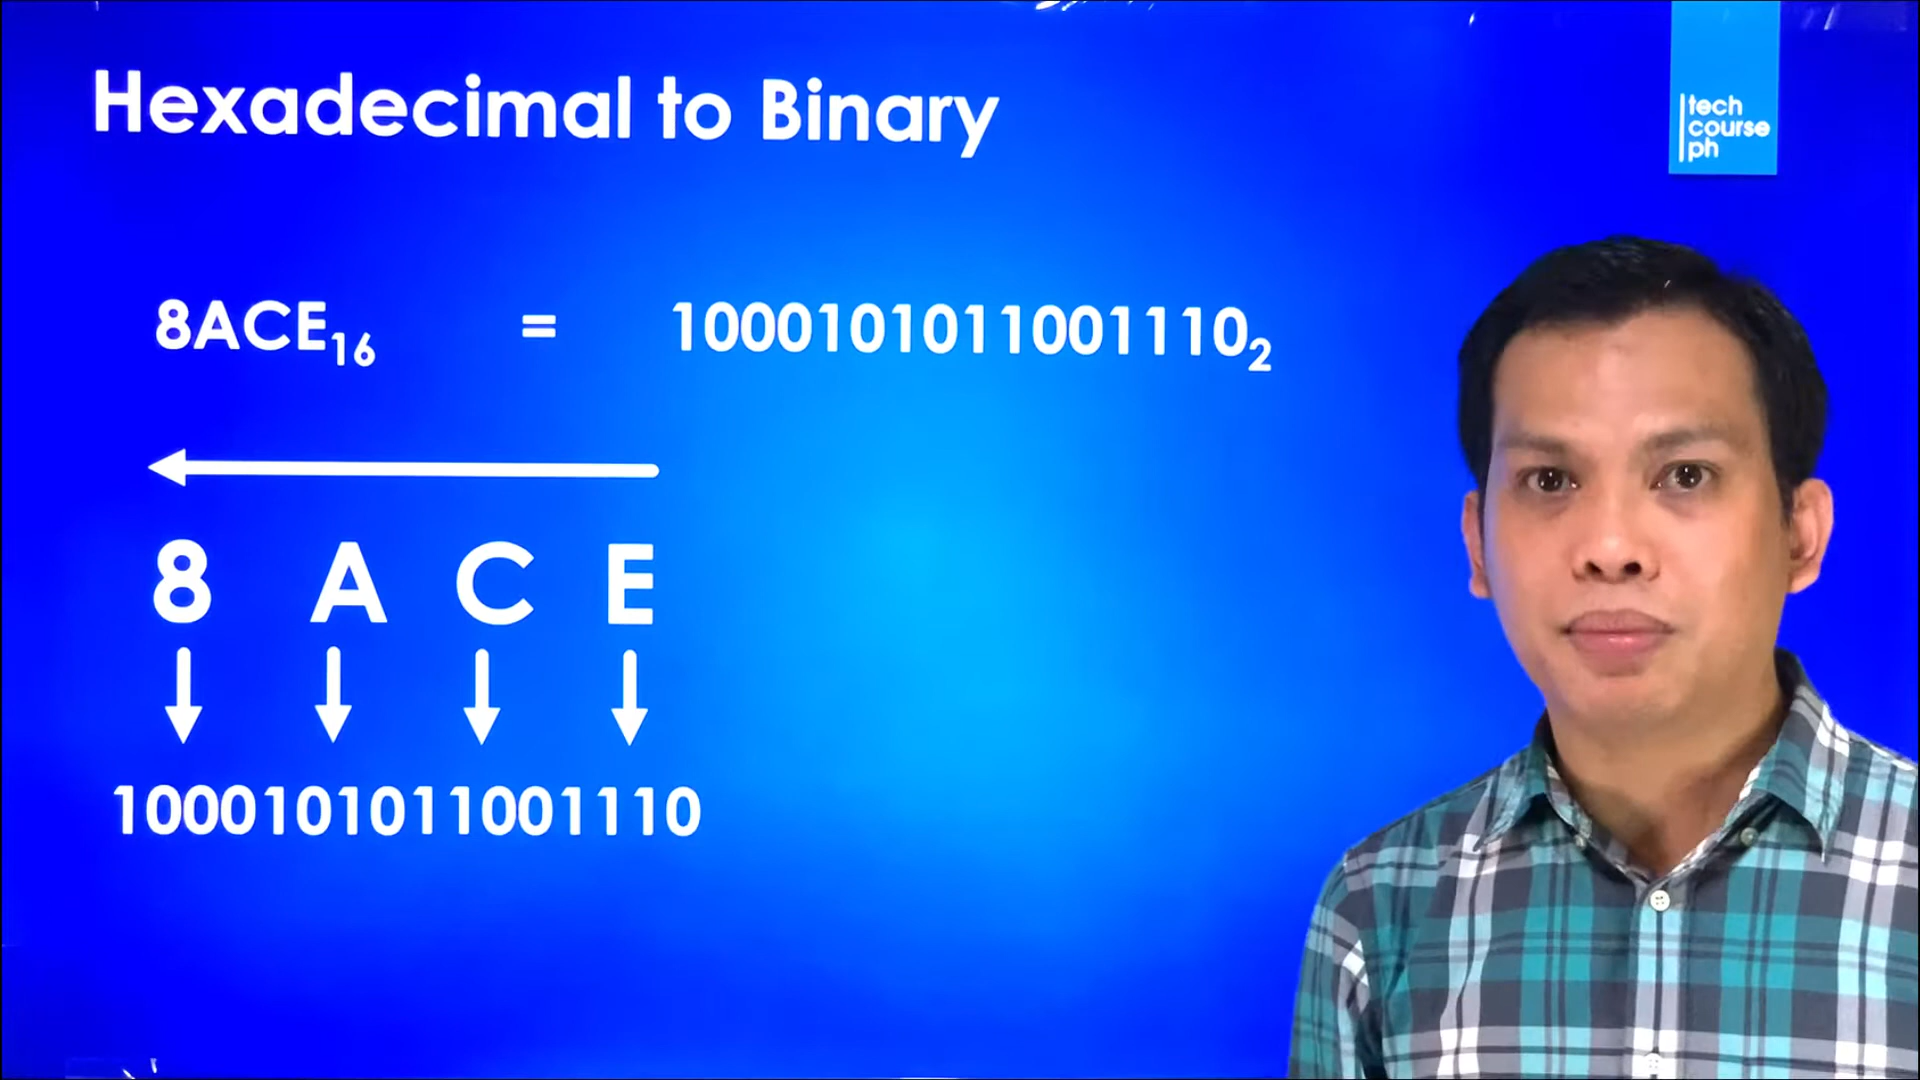 Hexadecimal to Binary
tech
course
ph
8ACE₁₆ = 1000101011001110₂
8 A C E
1000101011001110